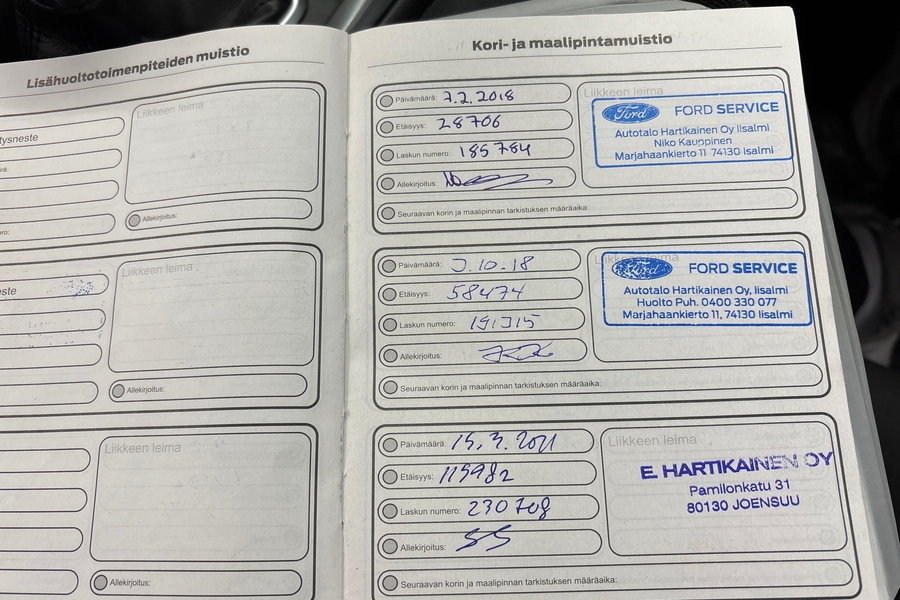 Lisähuoltotoimenpiteiden muistio
Liikkeen leima
tysneste
Allekirjoitus:
Liikkeen leima
este
Allekirjoitus:
Liikkeen leima
Allekirjoitus:
Kori- ja maalipintamuistio
Päivämäärä: 7.2.2018
Etäisyys: 28706
Laskun numero: 185784
Allekirjoitus:
Seuraavan korin ja maalipinnan tarkistuksen määräaika:
Liikkeen leima
Ford FORD SERVICE
Autotalo Hartikainen Oy Iisalmi
Niko Kauppinen
Marjahaankierto 11 74130 Iisalmi
Päivämäärä: 3.10.18
Etäisyys: 58474
Laskun numero: 191315
Allekirjoitus:
Seuraavan korin ja maalipinnan tarkistuksen määräaika:
Liikkeen leima
Ford FORD SERVICE
Autotalo Hartikainen Oy, Iisalmi
Huolto Puh. 0400 330 077
Marjahaankierto 11, 74130 Iisalmi
Päivämäärä: 15.3.2021
Etäisyys: 115982
Laskun numero: 230708
Allekirjoitus: SS
Seuraavan korin ja maalipinnan tarkistuksen määräaika:
Liikkeen leima
E. HARTIKAINEN OY
Pamilonkatu 31
80130 JOENSUU